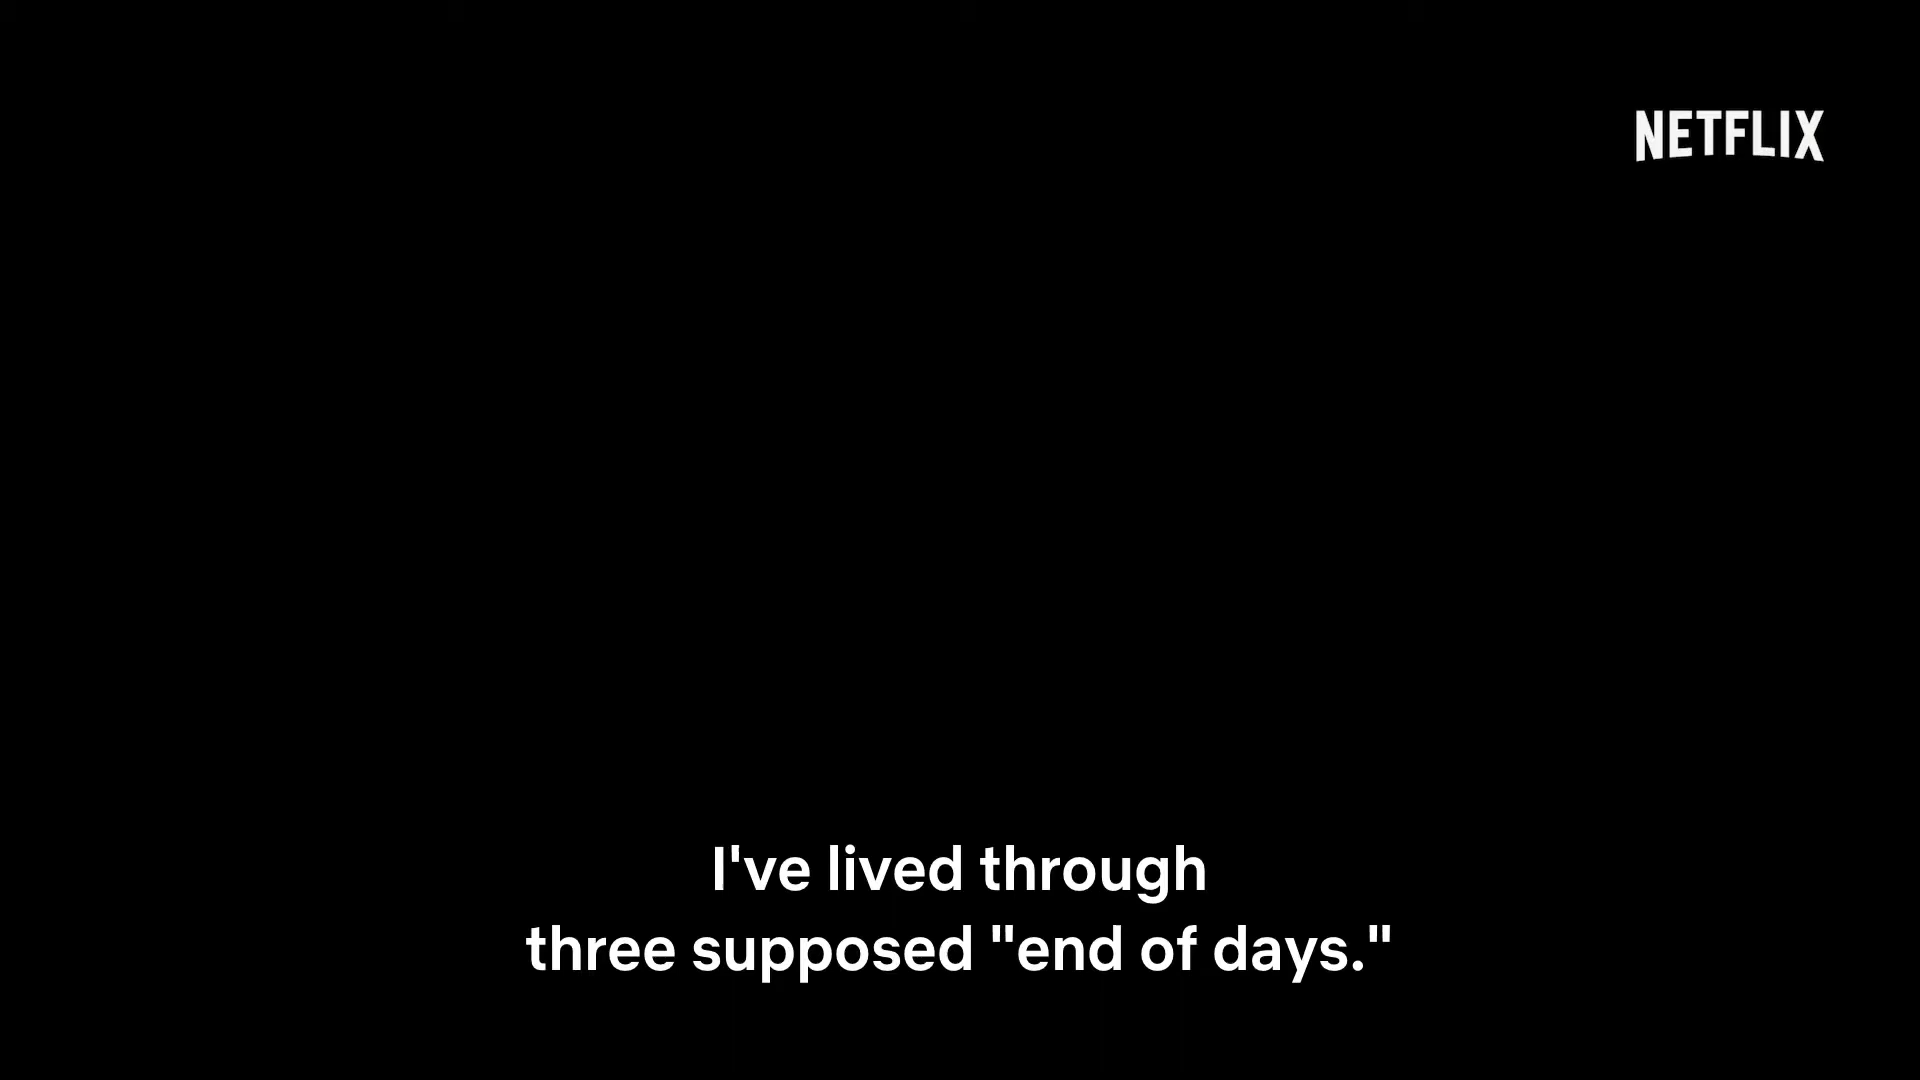 NETFLIX
I've lived through
three supposed "end of days."